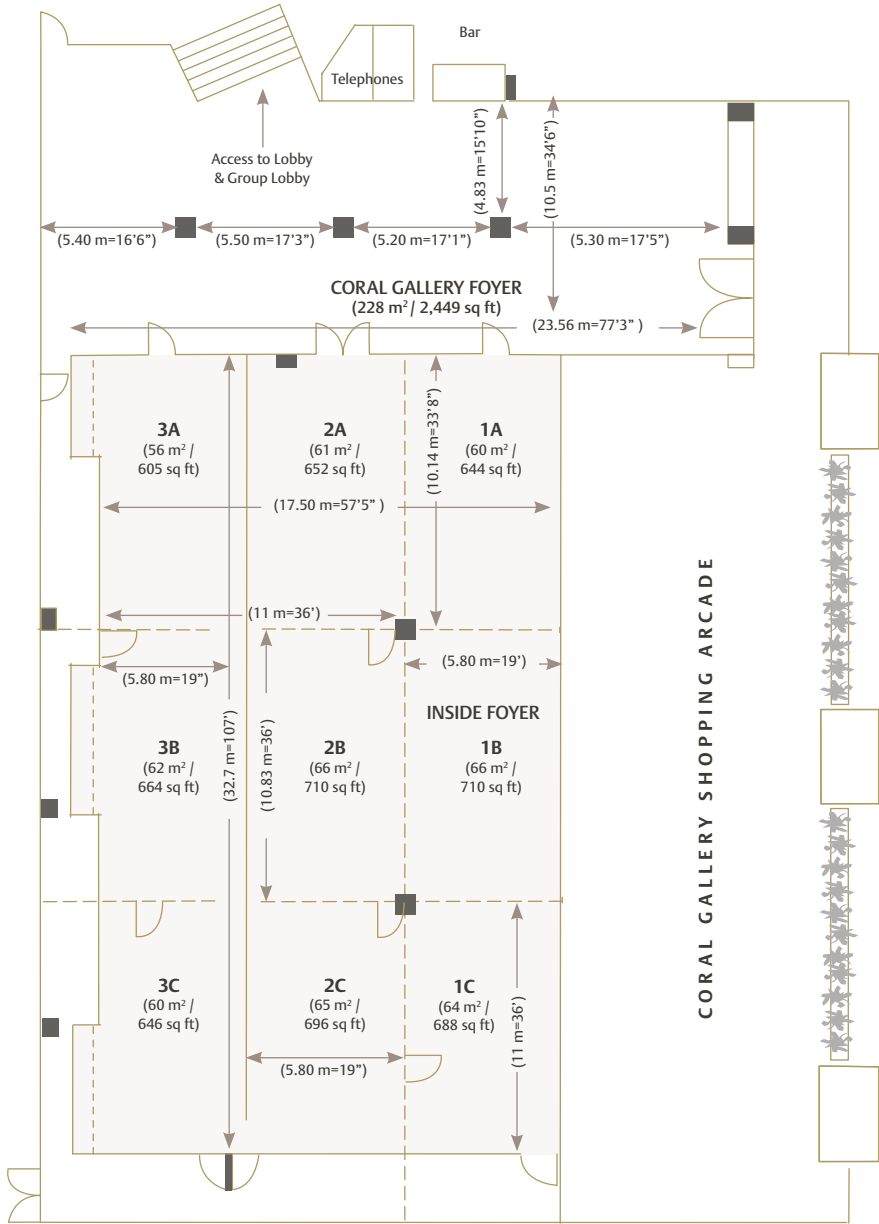 Bar
Telephones
Access to Lobby
& Group Lobby
(4.83 m=15'10”)
(10.5 m=34'6”)
(5.40 m=16'6”)
(5.50 m=17'3”)
(5.20 m=17'1”)
(5.30 m=17'5”)
CORAL GALLERY FOYER
(228 m² / 2,449 sq ft)
(23.56 m=77'3” )
3A
(56 m² /
605 sq ft)
2A
(61 m² /
652 sq ft)
(10.14 m=33'8”)
1A
(60 m² /
644 sq ft)
(17.50 m=57'5” )
(11 m=36')
(5.80 m=19”)
(5.80 m=19')
(32.7 m=107')
(10.83 m=36')
INSIDE FOYER
3B
(62 m² /
664 sq ft)
2B
(66 m² /
710 sq ft)
1B
(66 m² /
710 sq ft)
CORAL GALLERY SHOPPING ARCADE
3C
(60 m² /
646 sq ft)
2C
(65 m² /
696 sq ft)
1C
(64 m² /
688 sq ft)
(11 m=36')
(5.80 m=19”)